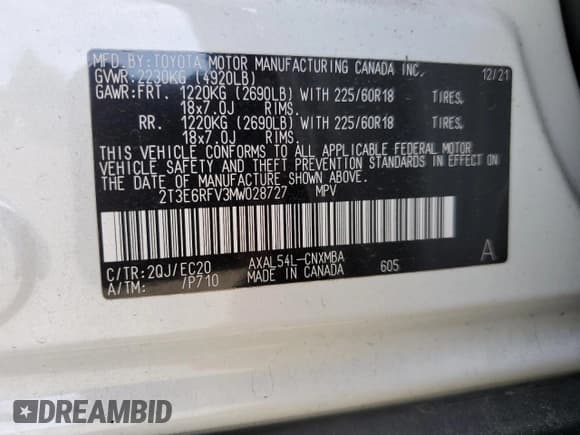 MFD.BY:TOYOTA MOTOR MANUFACTURING CANADA INC.
GVWR:2230KG (4920LB) 12/21
GAWR:FRT. 1220KG (2690LB) WITH 225/60R18 TIRES,
18x7.0J RIMS.
RR. 1220KG (2690LB) WITH 225/60R18 TIRES,
18x7.0J RIMS.
THIS VEHICLE CONFORMS TO ALL APPLICABLE FEDERAL MOTOR
VEHICLE SAFETY AND THEFT PREVENTION STANDARDS IN EFFECT ON
THE DATE OF MANUFACTURE SHOWN ABOVE.
2T3E6RFV3MW028727 MPV
C/TR:2QJ/EC20 AXAL54L-CNXMBA A
A/TM: /P710 MADE IN CANADA 605
DREAMBID